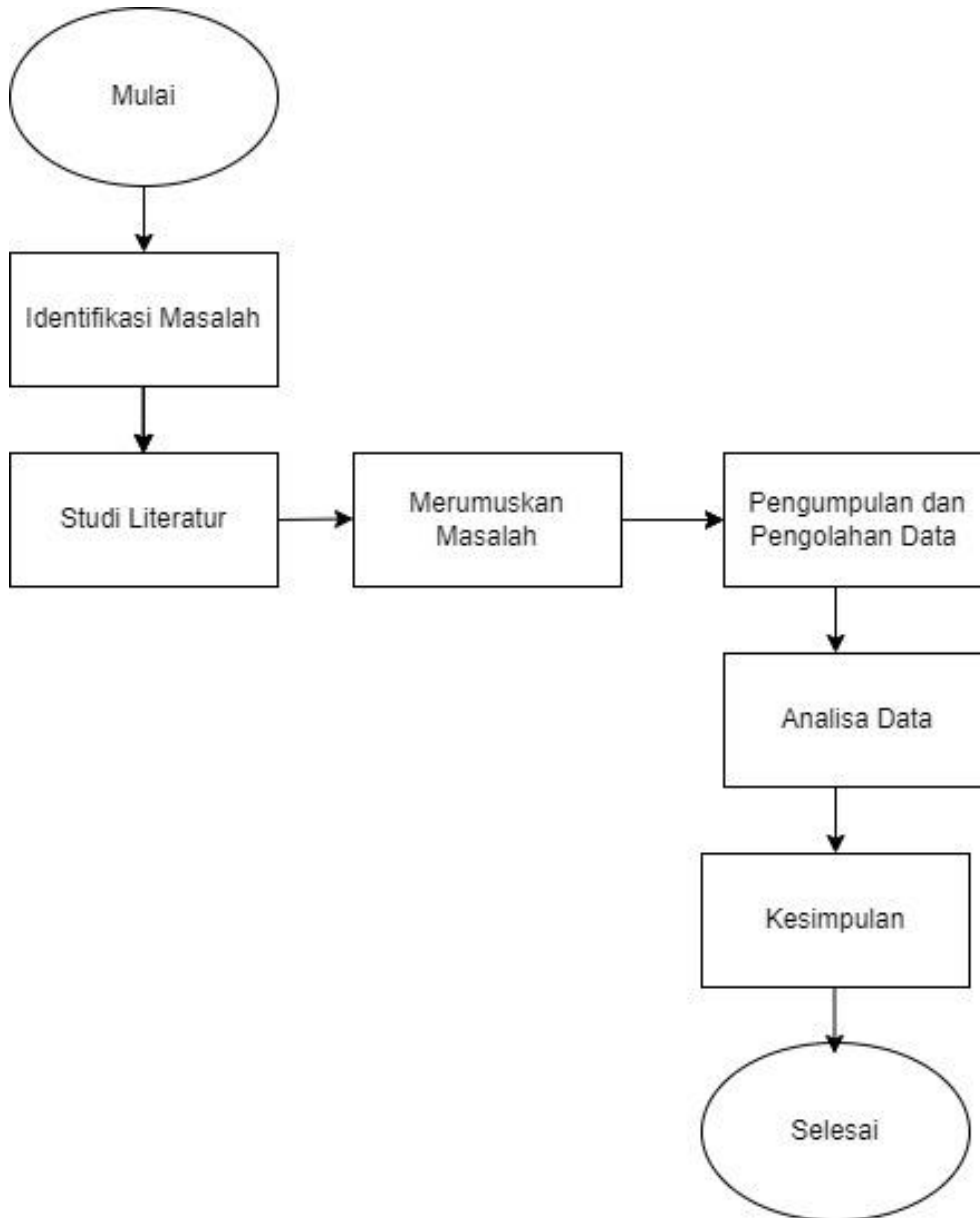 Mulai
Identifikasi Masalah
Studi Literatur
Merumuskan
Masalah
Pengumpulan dan
Pengolahan Data
Analisa Data
Kesimpulan
Selesai